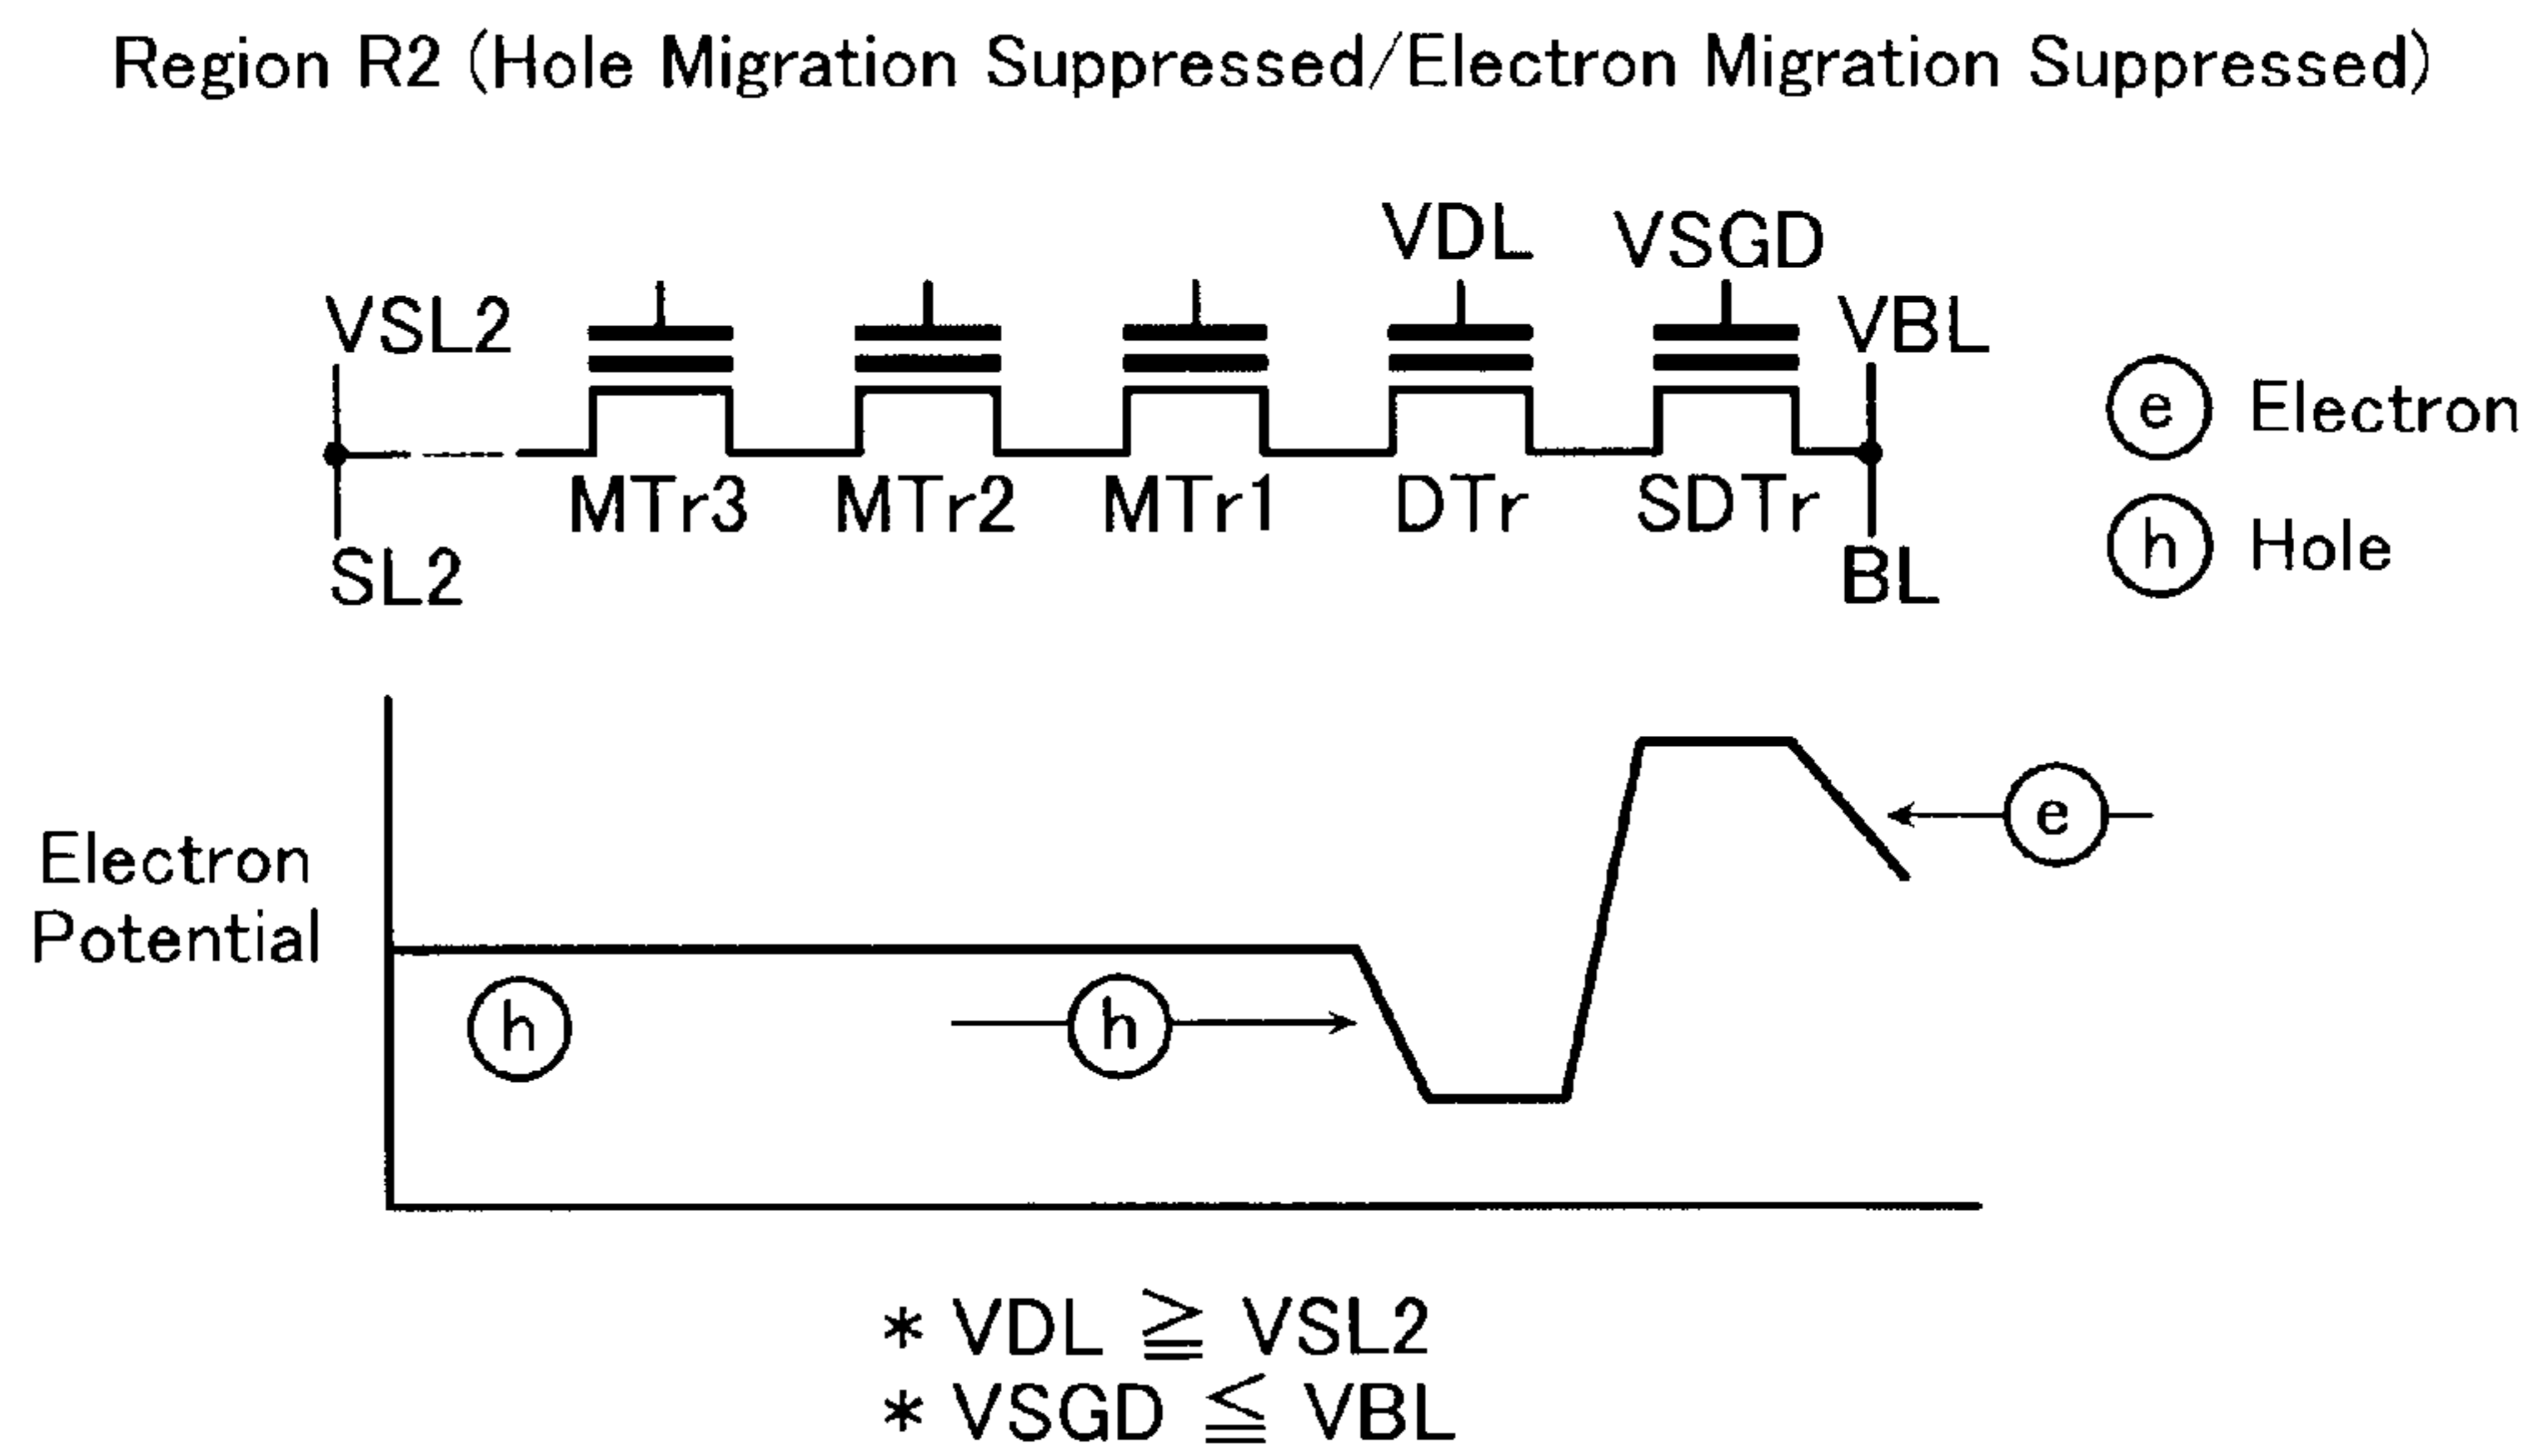 Region R2 (Hole Migration Suppressed/Electron Migration Suppressed)
VDL VSGD
VSL2 VBL
MTr3 MTr2 MTr1 DTr SDTr
SL2 BL
e Electron
h Hole
Electron
Potential
e
h h
* VDL ≧ VSL2
* VSGD ≦ VBL